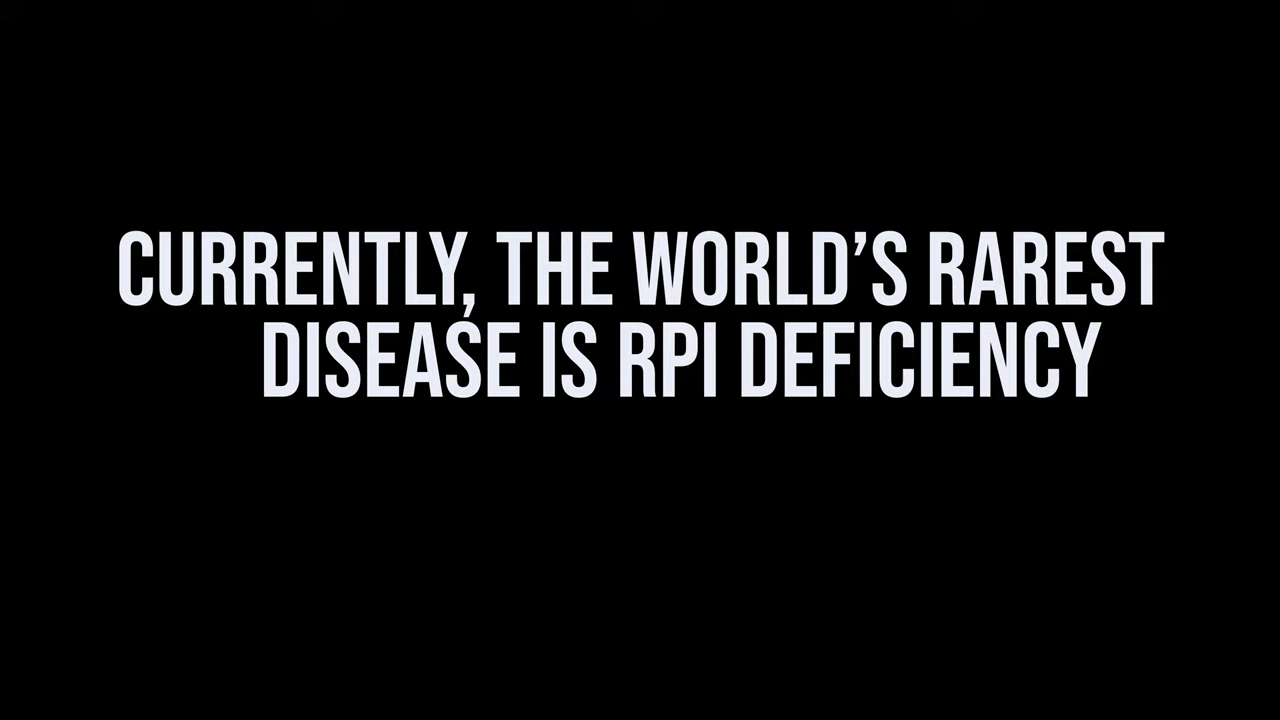 CURRENTLY, THE WORLD’S RAREST
DISEASE IS RPI DEFICIENCY